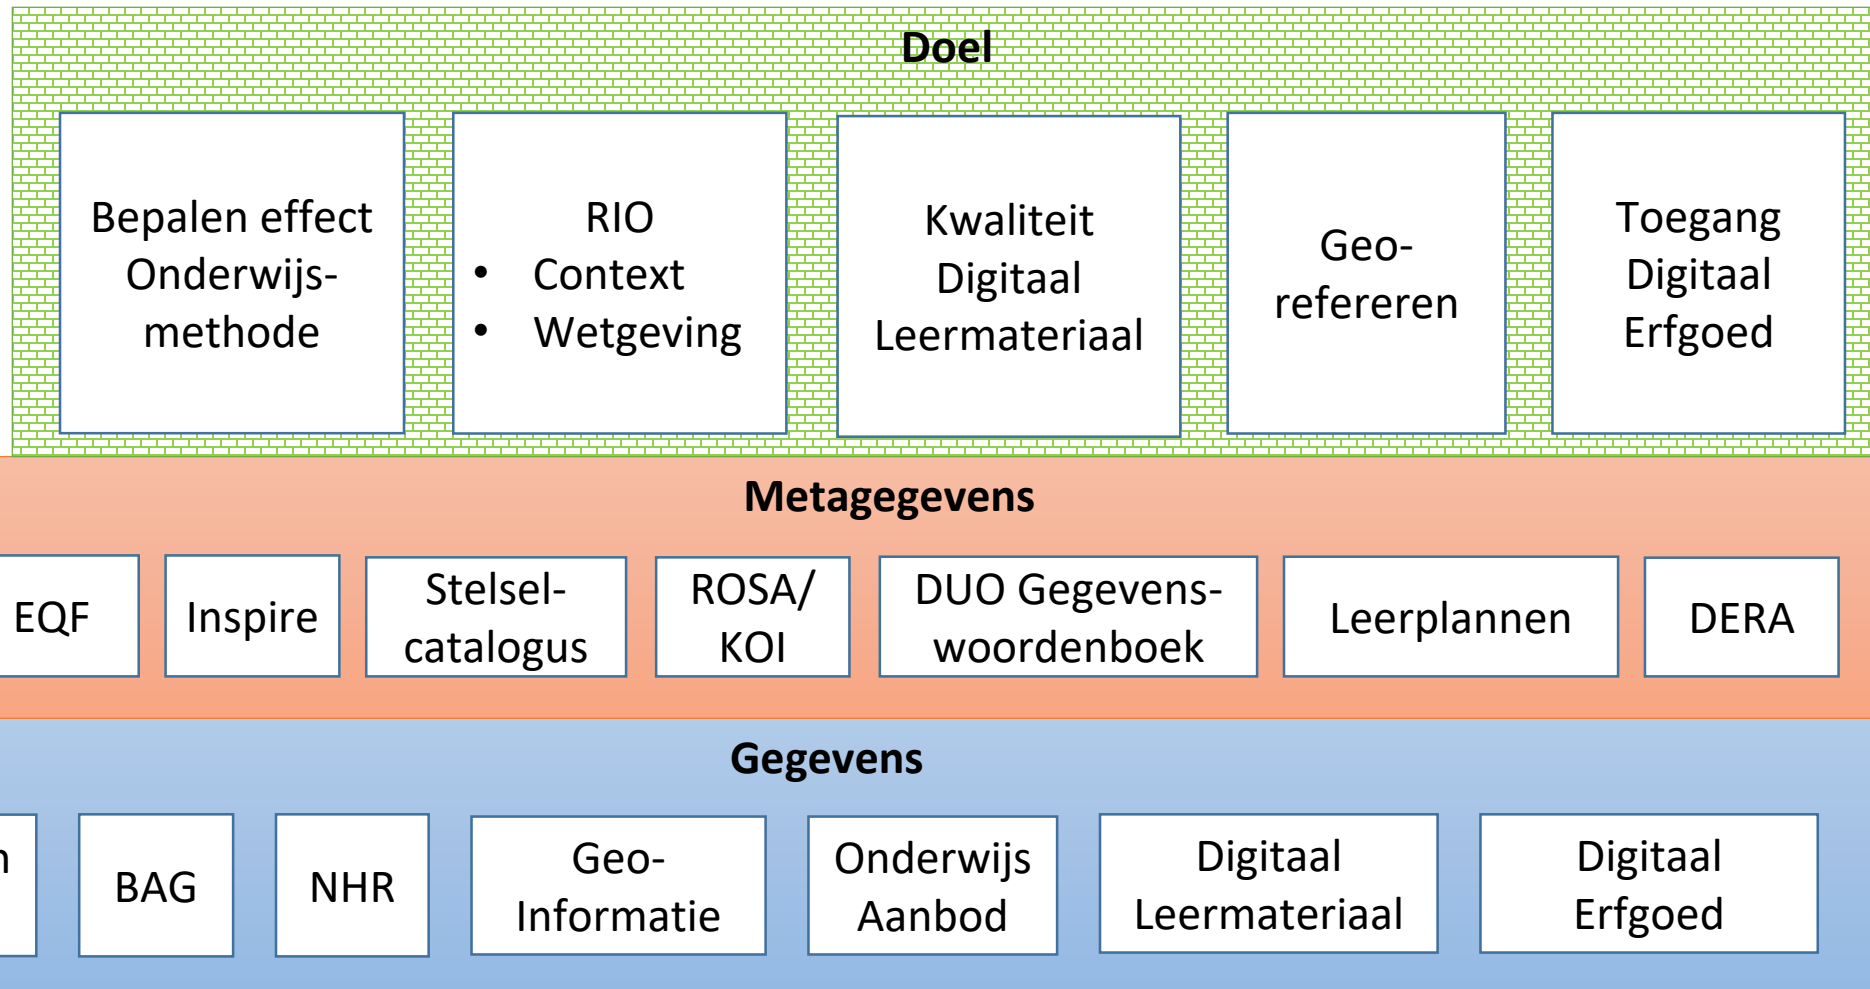 Doel
Bepalen effect
Onderwijs-
methode
RIO
• Context
• Wetgeving
Kwaliteit
Digitaal
Leermateriaal
Geo-
refereren
Toegang
Digitaal
Erfgoed
Metagegevens
EQF
Inspire
Stelsel-
catalogus
ROSA/
KOI
DUO Gegevens-
woordenboek
Leerplannen
DERA
Gegevens
BAG
NHR
Geo-
Informatie
Onderwijs
Aanbod
Digitaal
Leermateriaal
Digitaal
Erfgoed